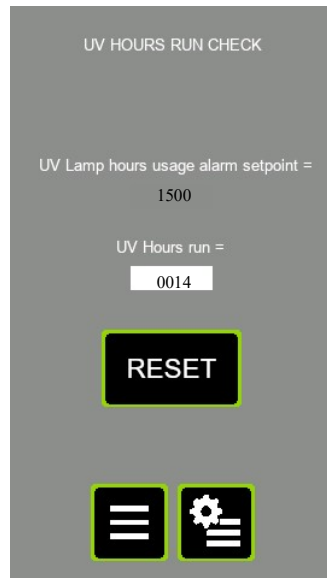 UV HOURS RUN CHECK
UV Lamp hours usage alarm setpoint =
1500
UV Hours run =
0014
RESET